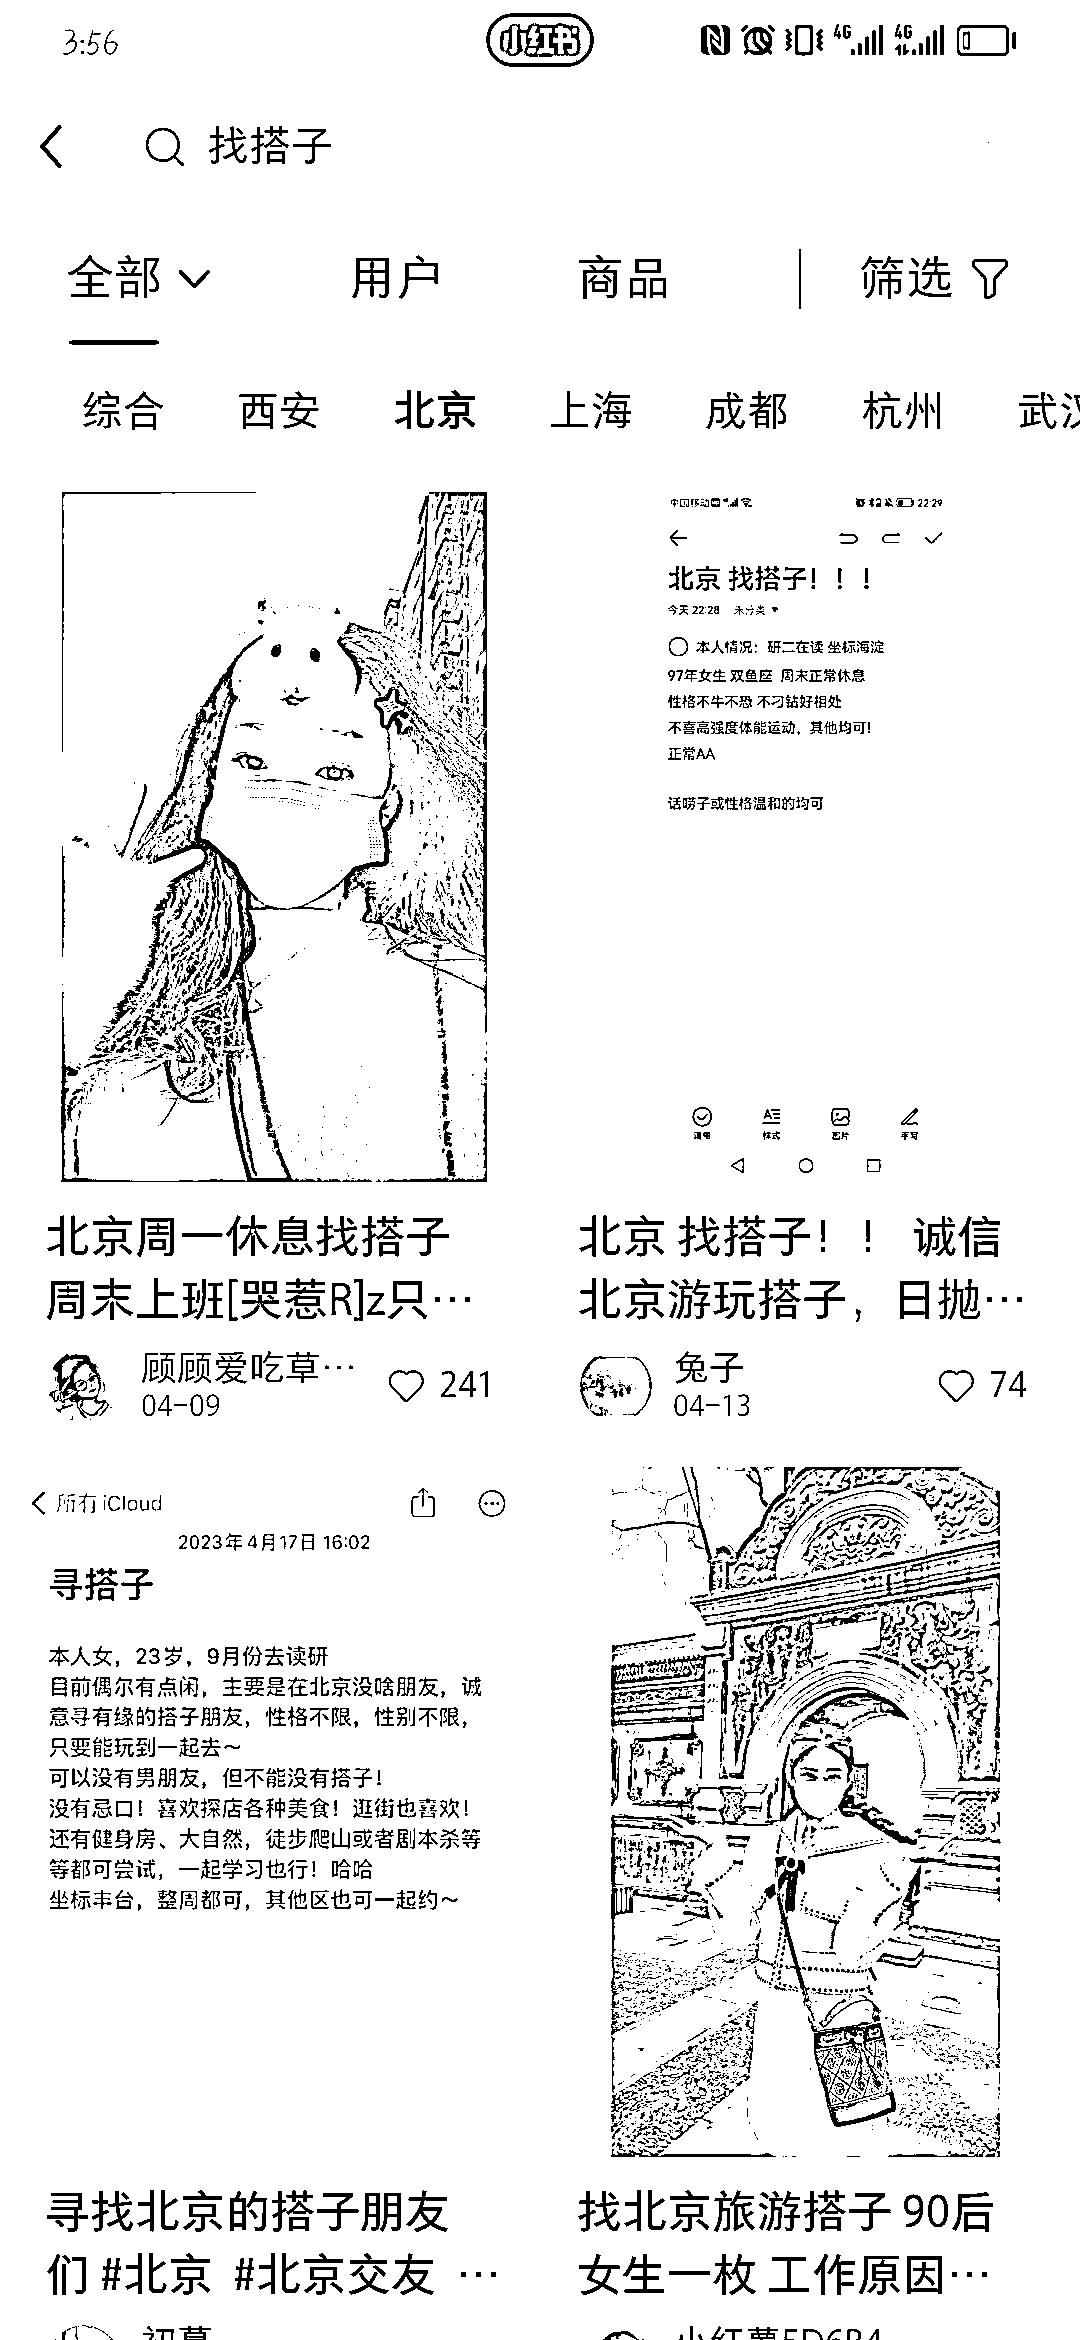 3:56
小红书
4G 4G
找搭子
全部 用户 商品 筛选
综合 西安 北京 上海 成都 杭州 武汉
中国移动 22:29
北京 找搭子！！！
今天 22:28 未分类
本人情况：研二在读 坐标海淀
97年女生 双鱼座 周末正常休息
性格不牛不恐 不刁钻好相处
不喜高强度体能运动，其他均可!
正常AA
话唠子或性格温和的均可
清单 样式 图片 手写
北京周一休息找搭子
周末上班[哭惹R]z只…
顾顾爱吃草…
04-09
241
北京 找搭子！！ 诚信
北京游玩搭子，日抛…
兔子
04-13
74
所有 iCloud
2023年4月17日 16:02
寻搭子
本人女，23岁，9月份去读研
目前偶尔有点闲，主要是在北京没啥朋友，诚
意寻有缘的搭子朋友，性格不限，性别不限，
只要能玩到一起去～
可以没有男朋友，但不能没有搭子！
没有忌口！喜欢探店各种美食！逛街也喜欢！
还有健身房、大自然，徒步爬山或者剧本杀等
等都可尝试，一起学习也行！哈哈
坐标丰台，整周都可，其他区也可一起约～
寻找北京的搭子朋友
们 #北京 #北京交友 …
找北京旅游搭子 90后
女生一枚 工作原因…